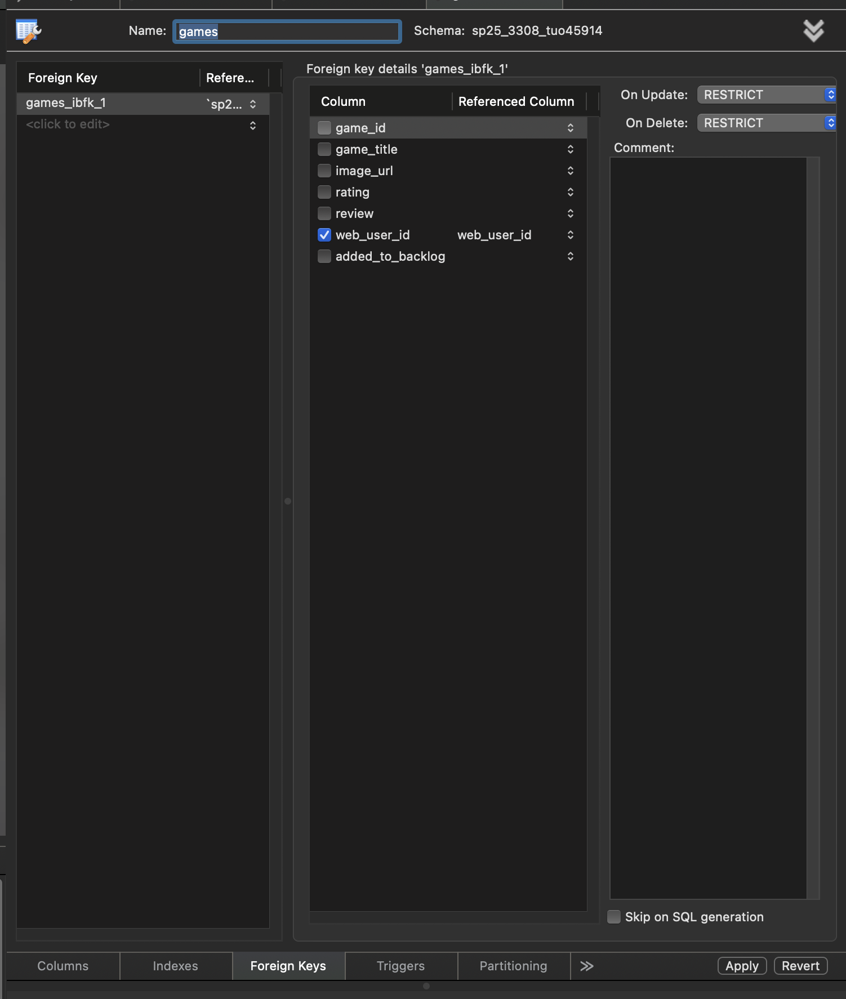 Name: games Schema: sp25_3308_tuo45914
Foreign Key Refere...
games_ibfk_1 `sp2...
<click to edit>
Foreign key details 'games_ibfk_1'
Column Referenced Column
game_id
game_title
image_url
rating
review
web_user_id web_user_id
added_to_backlog
On Update: RESTRICT
On Delete: RESTRICT
Comment:
Skip on SQL generation
Columns Indexes Foreign Keys Triggers Partitioning Apply Revert